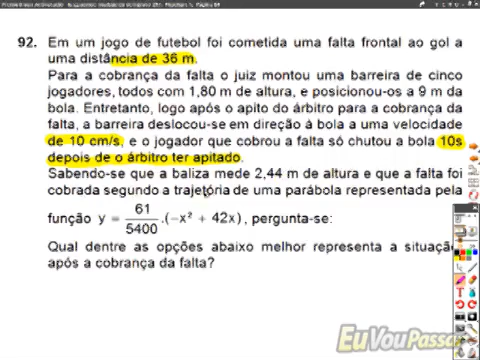 92. Em um jogo de futebol foi cometida uma falta frontal ao gol a
uma distância de 36 m.
Para a cobrança da falta o juiz montou uma barreira de cinco
jogadores, todos com 1,80 m de altura, e posicionou-os a 9 m da
bola. Entretanto, logo após o apito do árbitro para a cobrança da
falta, a barreira deslocou-se em direção à bola a uma velocidade
de 10 cm/s, e o jogador que cobrou a falta só chutou a bola 10s
depois de o árbitro ter apitado.
Sabendo-se que a baliza mede 2,44 m de altura e que a falta foi
cobrada segundo a trajetória de uma parábola representada pela
função y = 61/5400 .(–x² + 42x), pergunta-se:
Qual dentre as opções abaixo melhor representa a situação
após a cobrança da falta?
EuVouPassar